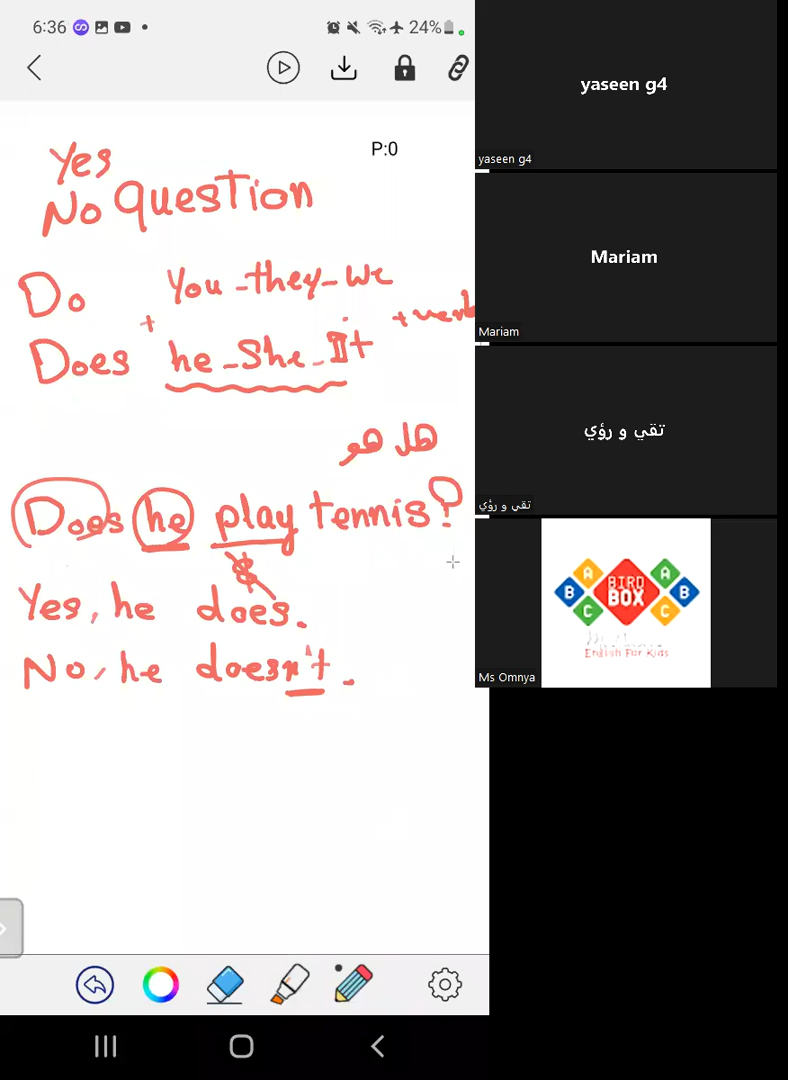 6:36
24%
P:0
Yes
No question
Do You - they - we
+ + verb
Does he - She - It
هل هو
Does he play tennis?
Yes, he does.
No, he doesn't.
yaseen g4
yaseen g4
Mariam
Mariam
تقي و رؤي
تقي و رؤي
A A
B BIRD BOX B
C C
English For Kids
Ms Omnya